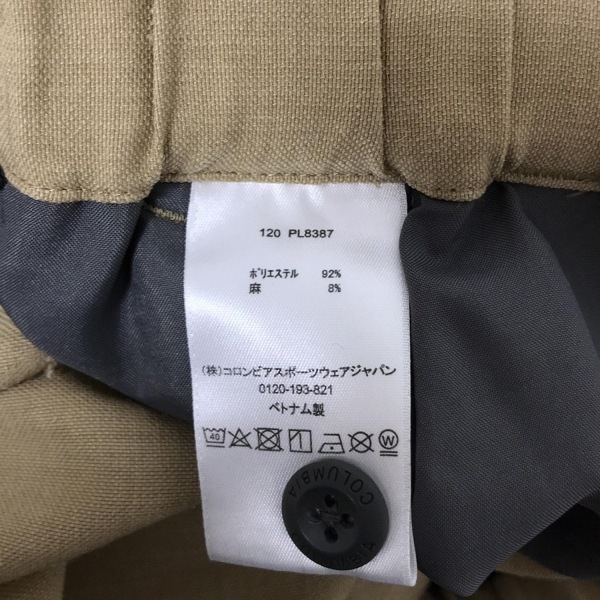 120 PL8387
ポリエステル 92%
麻 8%
(株)コロンビアスポーツウェアジャパン
0120-193-821
ベトナム製
40
W
COLUMBIA